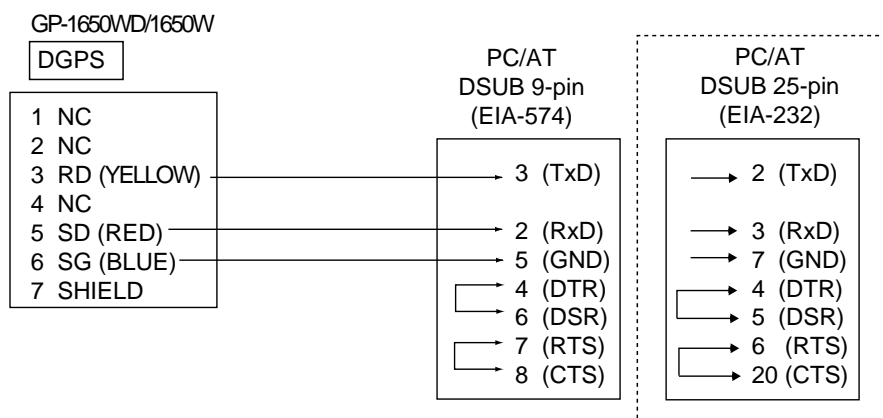 GP-1650WD/1650W
DGPS
1 NC
2 NC
3 RD (YELLOW)
4 NC
5 SD (RED)
6 SG (BLUE)
7 SHIELD
PC/AT
DSUB 9-pin
(EIA-574)
3 (TxD)
2 (RxD)
5 (GND)
4 (DTR)
6 (DSR)
7 (RTS)
8 (CTS)
PC/AT
DSUB 25-pin
(EIA-232)
2 (TxD)
3 (RxD)
7 (GND)
4 (DTR)
5 (DSR)
6 (RTS)
20 (CTS)